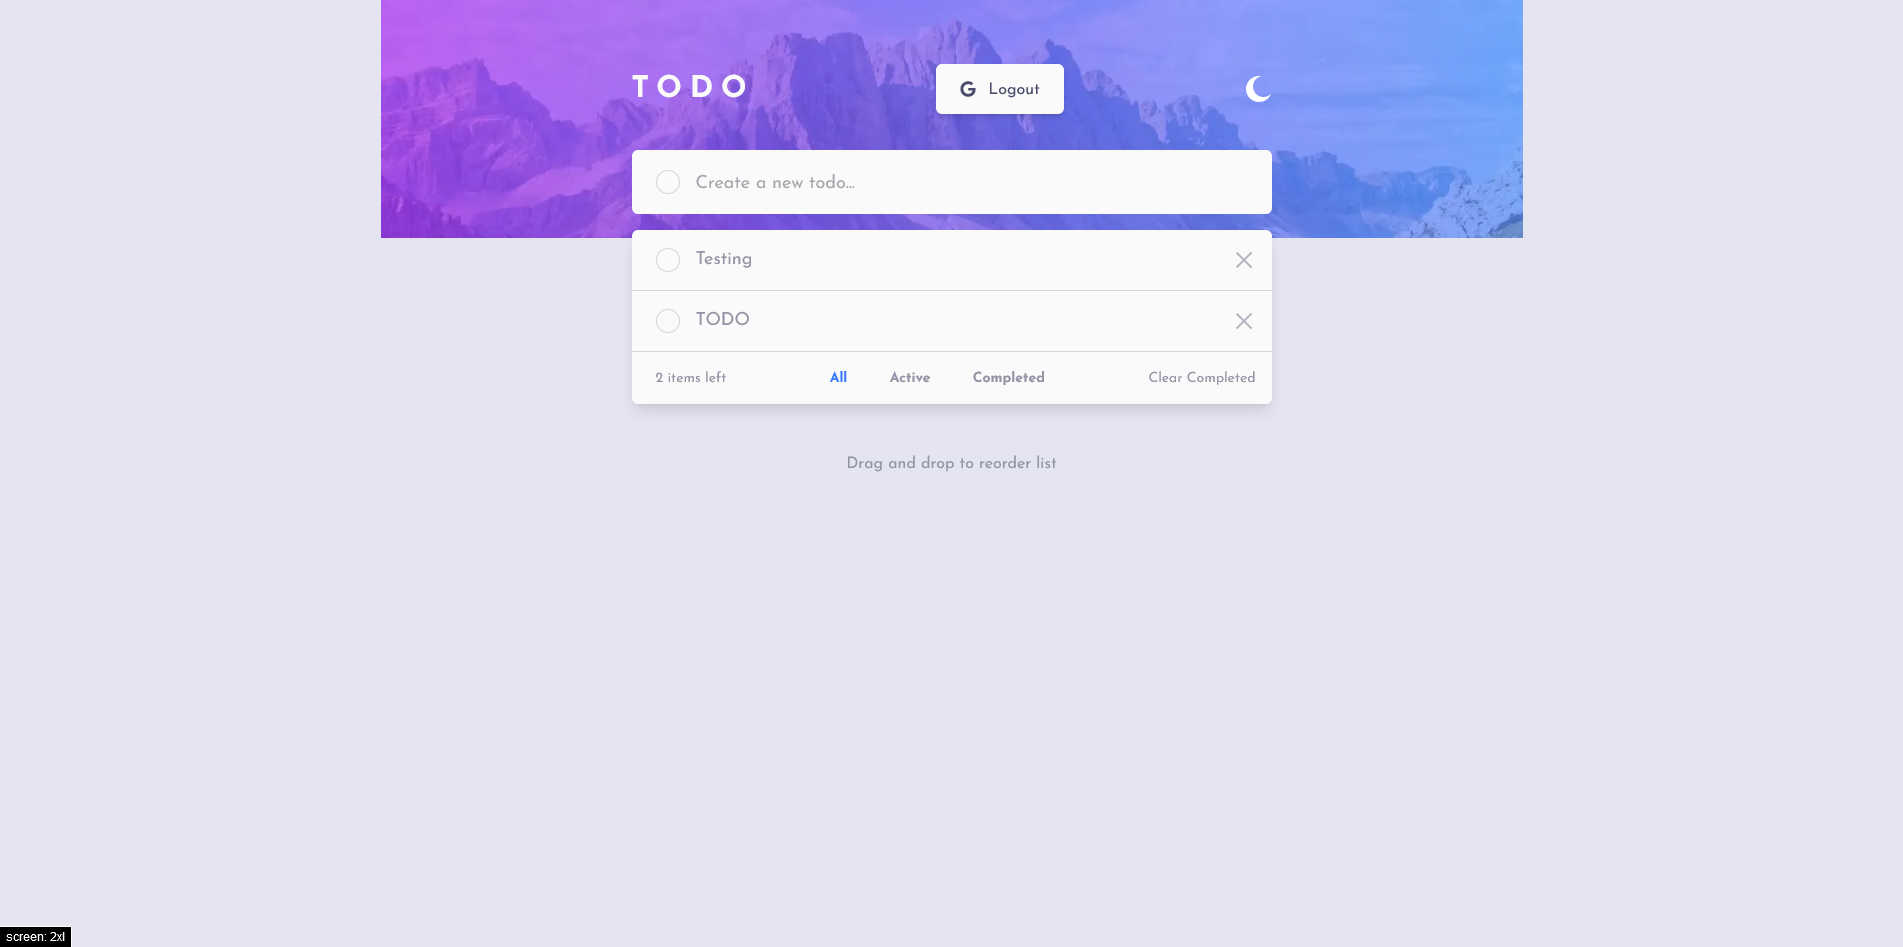 TODO
G Logout
Create a new todo...
Testing
TODO
2 items left All Active Completed Clear Completed
Drag and drop to reorder list
screen: 2xl